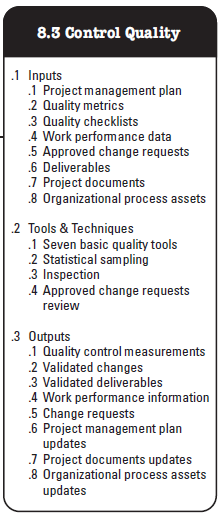 8.3 Control Quality
.1 Inputs
.1 Project management plan
.2 Quality metrics
.3 Quality checklists
.4 Work performance data
.5 Approved change requests
.6 Deliverables
.7 Project documents
.8 Organizational process assets
.2 Tools & Techniques
.1 Seven basic quality tools
.2 Statistical sampling
.3 Inspection
.4 Approved change requests
review
.3 Outputs
.1 Quality control measurements
.2 Validated changes
.3 Validated deliverables
.4 Work performance information
.5 Change requests
.6 Project management plan
updates
.7 Project documents updates
.8 Organizational process assets
updates